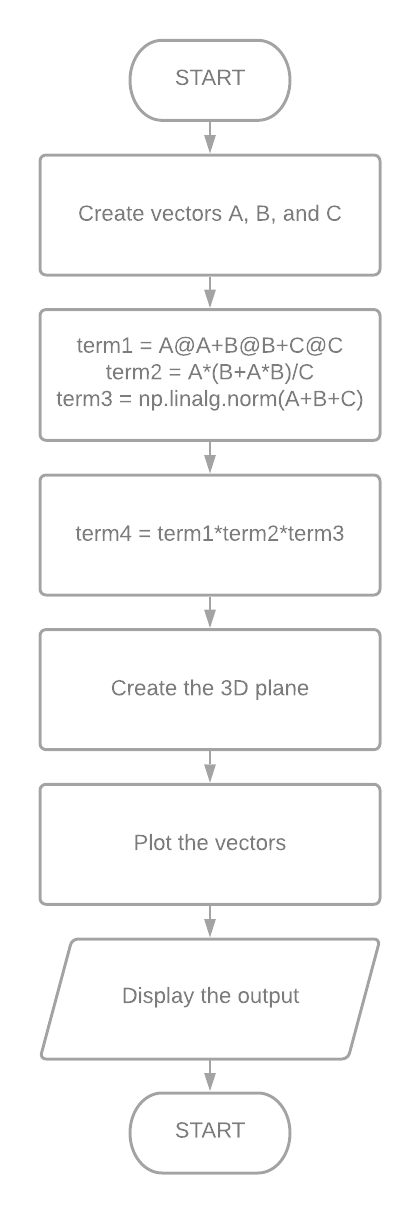 START
Create vectors A, B, and C
term1 = A@A+B@B+C@C
term2 = A*(B+A*B)/C
term3 = np.linalg.norm(A+B+C)
term4 = term1*term2*term3
Create the 3D plane
Plot the vectors
Display the output
START